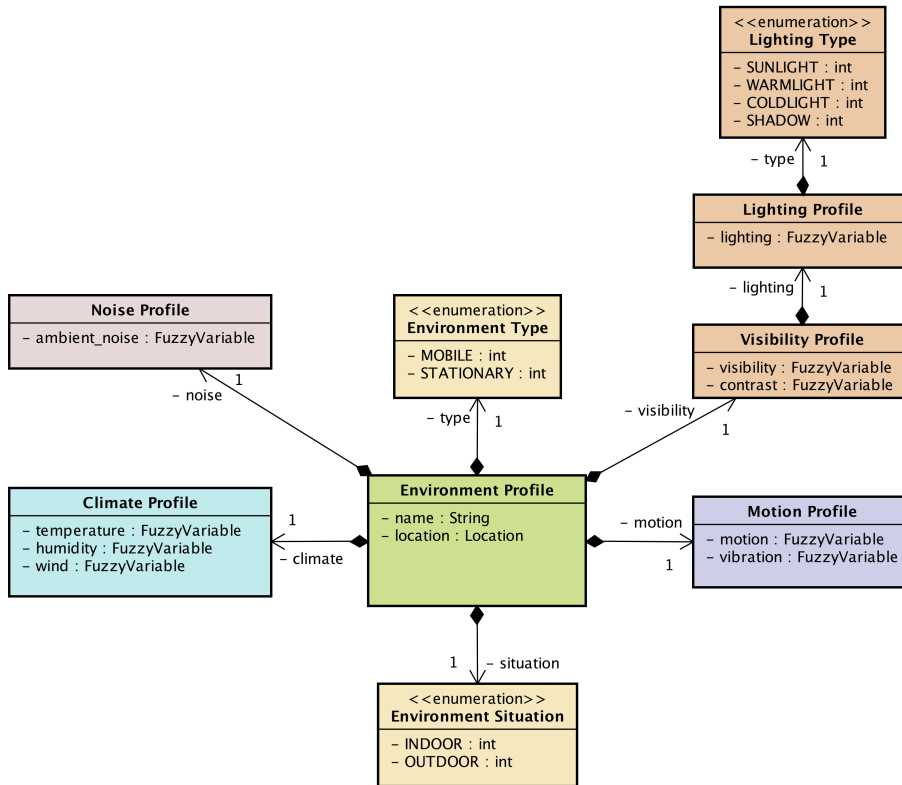 <<enumeration>>
Lighting Type
– SUNLIGHT : int
– WARMLIGHT : int
– COLDLIGHT : int
– SHADOW : int
– type
1
Lighting Profile
– lighting : FuzzyVariable
– lighting
1
Noise Profile
– ambient_noise : FuzzyVariable
1
– noise
<<enumeration>>
Environment Type
– MOBILE : int
– STATIONARY : int
– type
1
Visibility Profile
– visibility : FuzzyVariable
– contrast : FuzzyVariable
– visibility
1
Climate Profile
– temperature : FuzzyVariable
– humidity : FuzzyVariable
– wind : FuzzyVariable
1
– climate
Environment Profile
– name : String
– location : Location
– motion
1
Motion Profile
– motion : FuzzyVariable
– vibration : FuzzyVariable
1
– situation
<<enumeration>>
Environment Situation
– INDOOR : int
– OUTDOOR : int